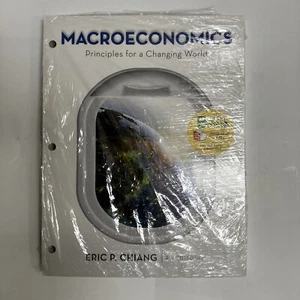 MACROECONOMICS
Principles for a Changing World
ERIC P. CHIANG